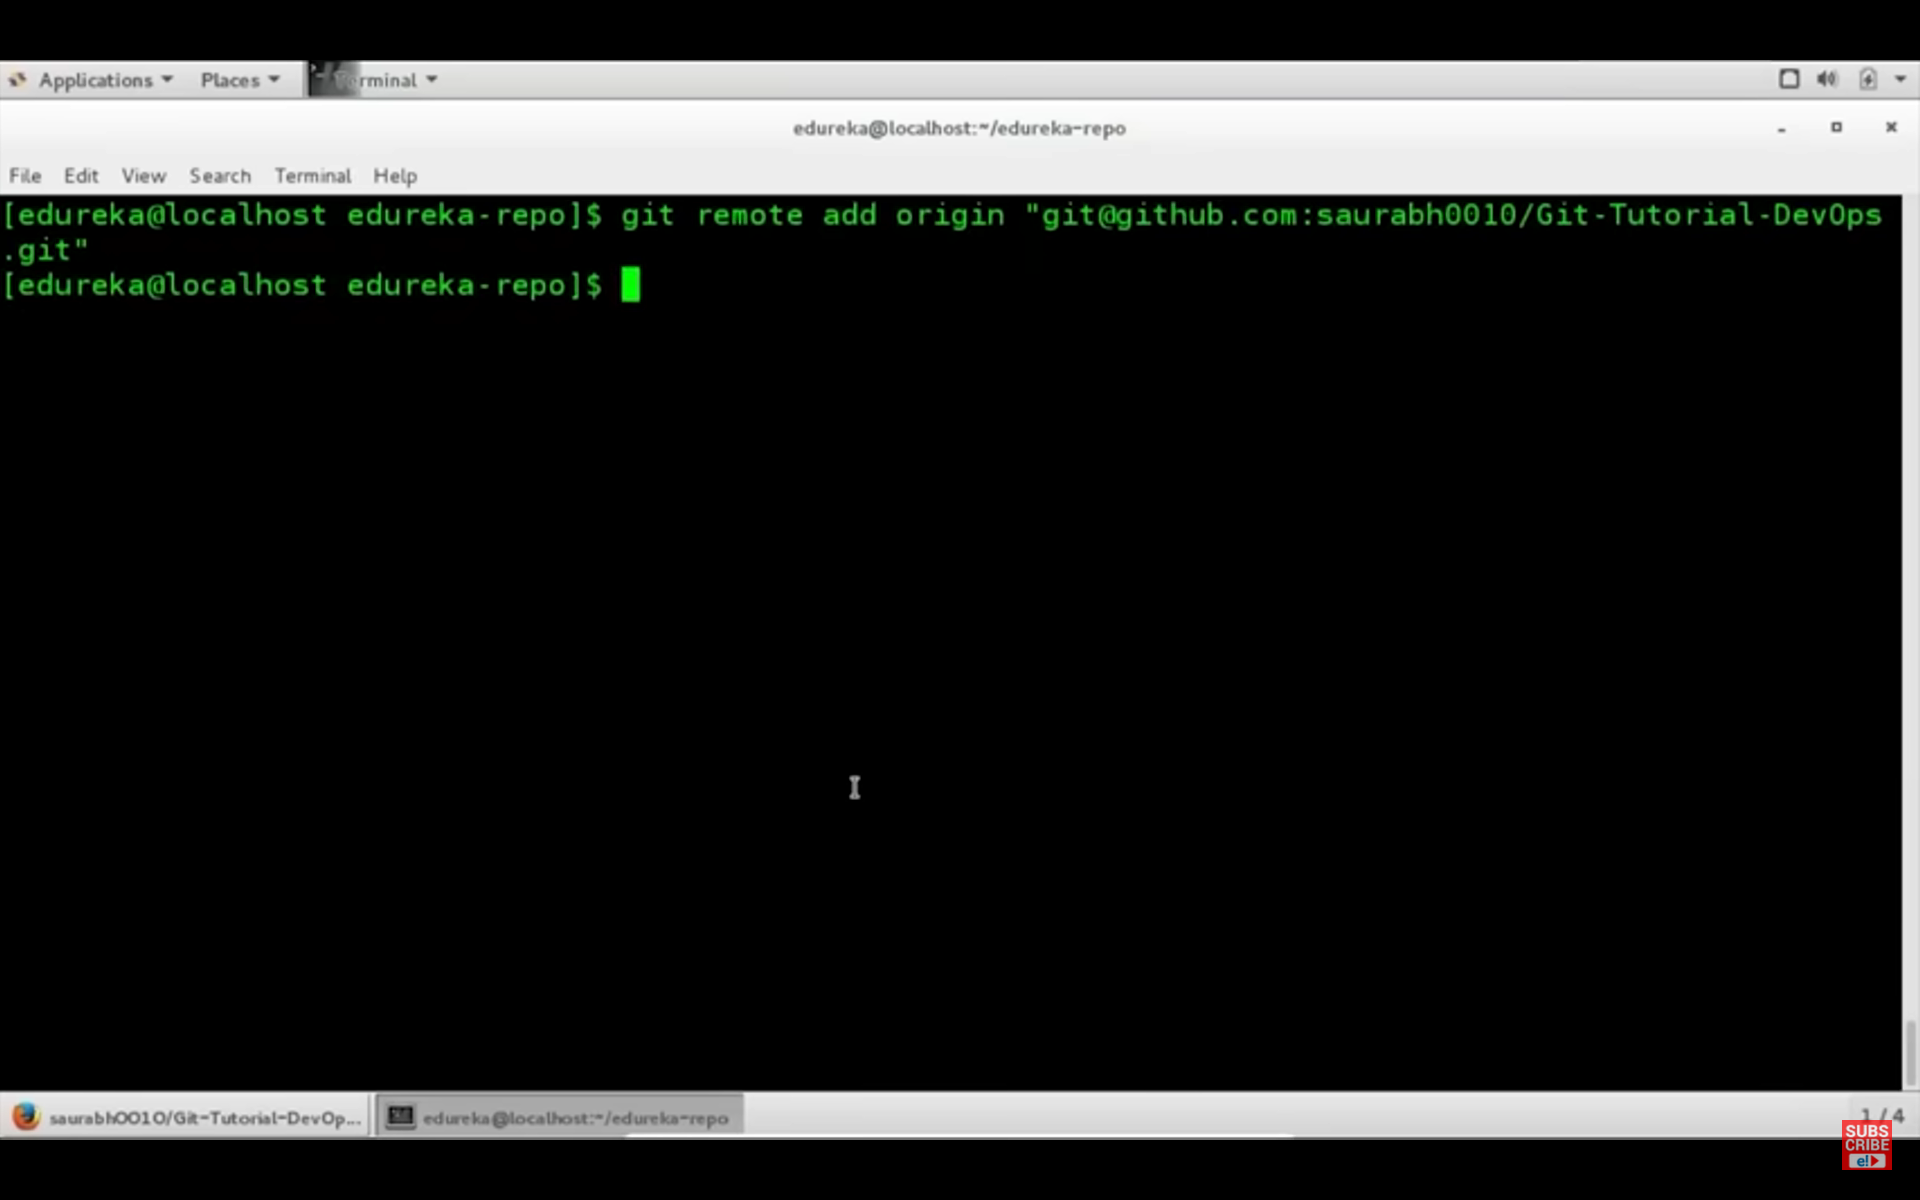 Applications Places Terminal
edureka@localhost:~/edureka-repo
File Edit View Search Terminal Help
[edureka@localhost edureka-repo]$ git remote add origin "git@github.com:saurabh0010/Git-Tutorial-DevOps
.git"
[edureka@localhost edureka-repo]$
saurabh0010/Git-Tutorial-DevOp... edureka@localhost:~/edureka-repo 1 / 4
SUBS
CRIBE
e!